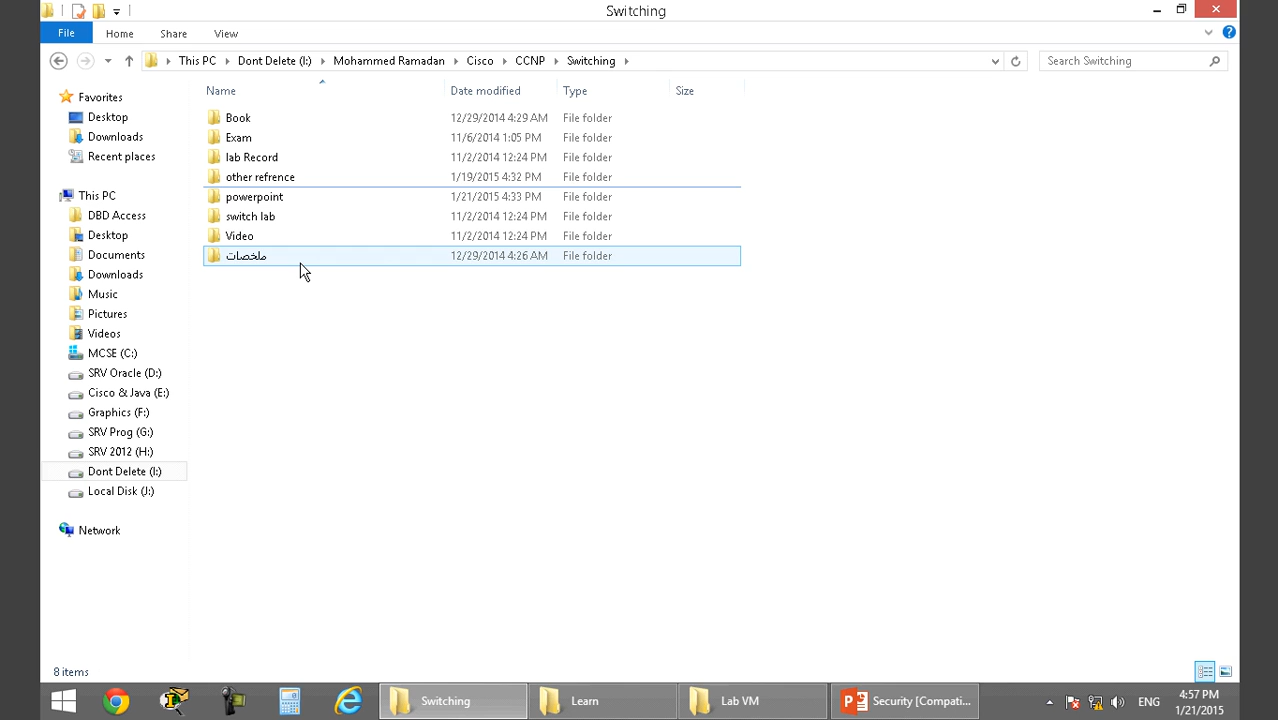 Switching
File Home Share View
This PC Dont Delete (I:) Mohammed Ramadan Cisco CCNP Switching
Search Switching
Name Date modified Type Size
Book 12/29/2014 4:29 AM File folder
Exam 11/6/2014 1:05 PM File folder
lab Record 11/2/2014 12:24 PM File folder
other refrence 1/19/2015 4:32 PM File folder
powerpoint 1/21/2015 4:33 PM File folder
switch lab 11/2/2014 12:24 PM File folder
Video 11/2/2014 12:24 PM File folder
ملخصات 12/29/2014 4:26 AM File folder
Favorites
Desktop
Downloads
Recent places
This PC
DBD Access
Desktop
Documents
Downloads
Music
Pictures
Videos
MCSE (C:)
SRV Oracle (D:)
Cisco & Java (E:)
Graphics (F:)
SRV Prog (G:)
SRV 2012 (H:)
Dont Delete (I:)
Local Disk (J:)
Network
8 items
Switching Learn Lab VM Security [Compati... ENG
4:57 PM
1/21/2015